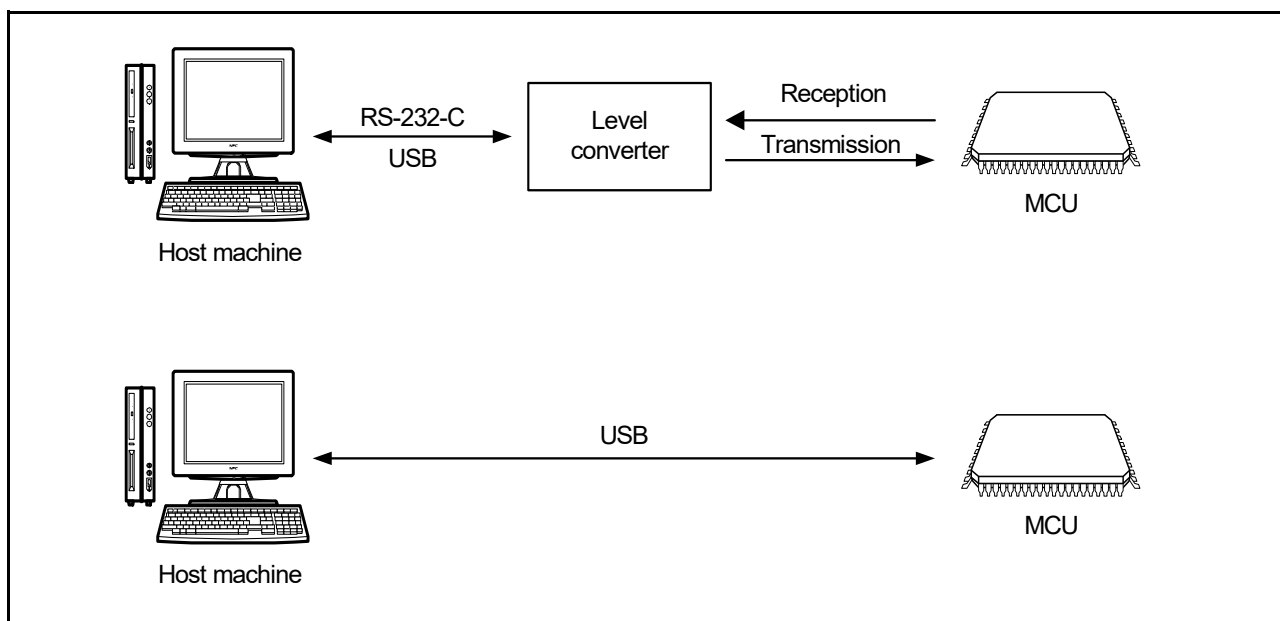 RS-232-C
USB
Level
converter
Reception
Transmission
MCU
Host machine
USB
MCU
Host machine